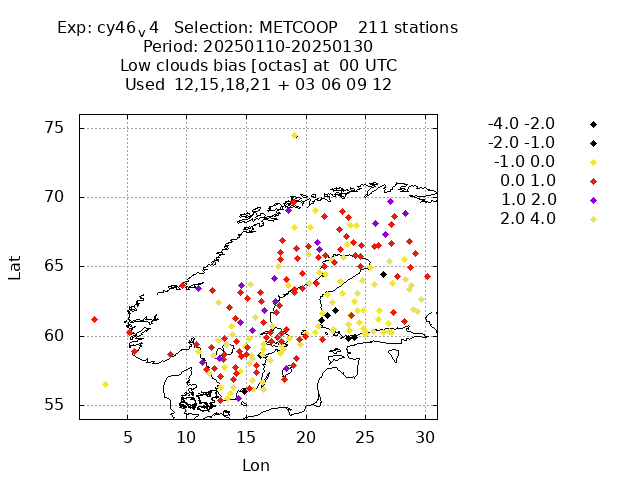 Exp: cy46v4 Selection: METCOOP 211 stations
Period: 20250110-20250130
Low clouds bias [octas] at 00 UTC
Used 12,15,18,21 + 03 06 09 12
-4.0 -2.0
-2.0 -1.0
-1.0 0.0
0.0 1.0
1.0 2.0
2.0 4.0
75
70
65
60
55
Lat
5 10 15 20 25 30
Lon